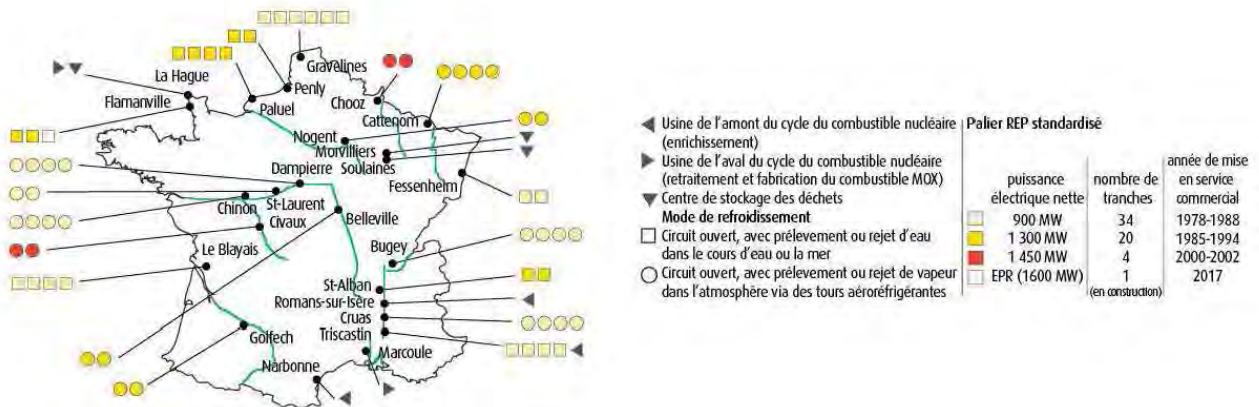 Gravelines
La Hague
Penly
Chooz
Flamanville
Paluel
Cattenom
Nogent
Morvilliers
Soulaines
Dampierre
Fessenheim
Chinon
St-Laurent
Civaux
Belleville
Le Blayais
Bugey
St-Alban
Romans-sur-Isère
Cruas
Triscastin
Golfech
Marcoule
Narbonne
Usine de l'amont du cycle du combustible nucléaire
(enrichissement)
Usine de l'aval du cycle du combustible nucléaire
(retraitement et fabrication du combustible MOX)
Centre de stockage des déchets
Mode de refroidissement
Circuit ouvert, avec prélevement ou rejet d'eau
dans le cours d'eau ou la mer
Circuit ouvert, avec prélevement ou rejet de vapeur
dans l'atmosphère via des tours aéroréfrigérantes
Palier REP standardisé
puissance
électrique nette
nombre de
tranches
année de mise
en service
commercial
900 MW 34 1978-1988
1 300 MW 20 1985-1994
1 450 MW 4 2000-2002
EPR (1600 MW) 1 2017
(en construction)